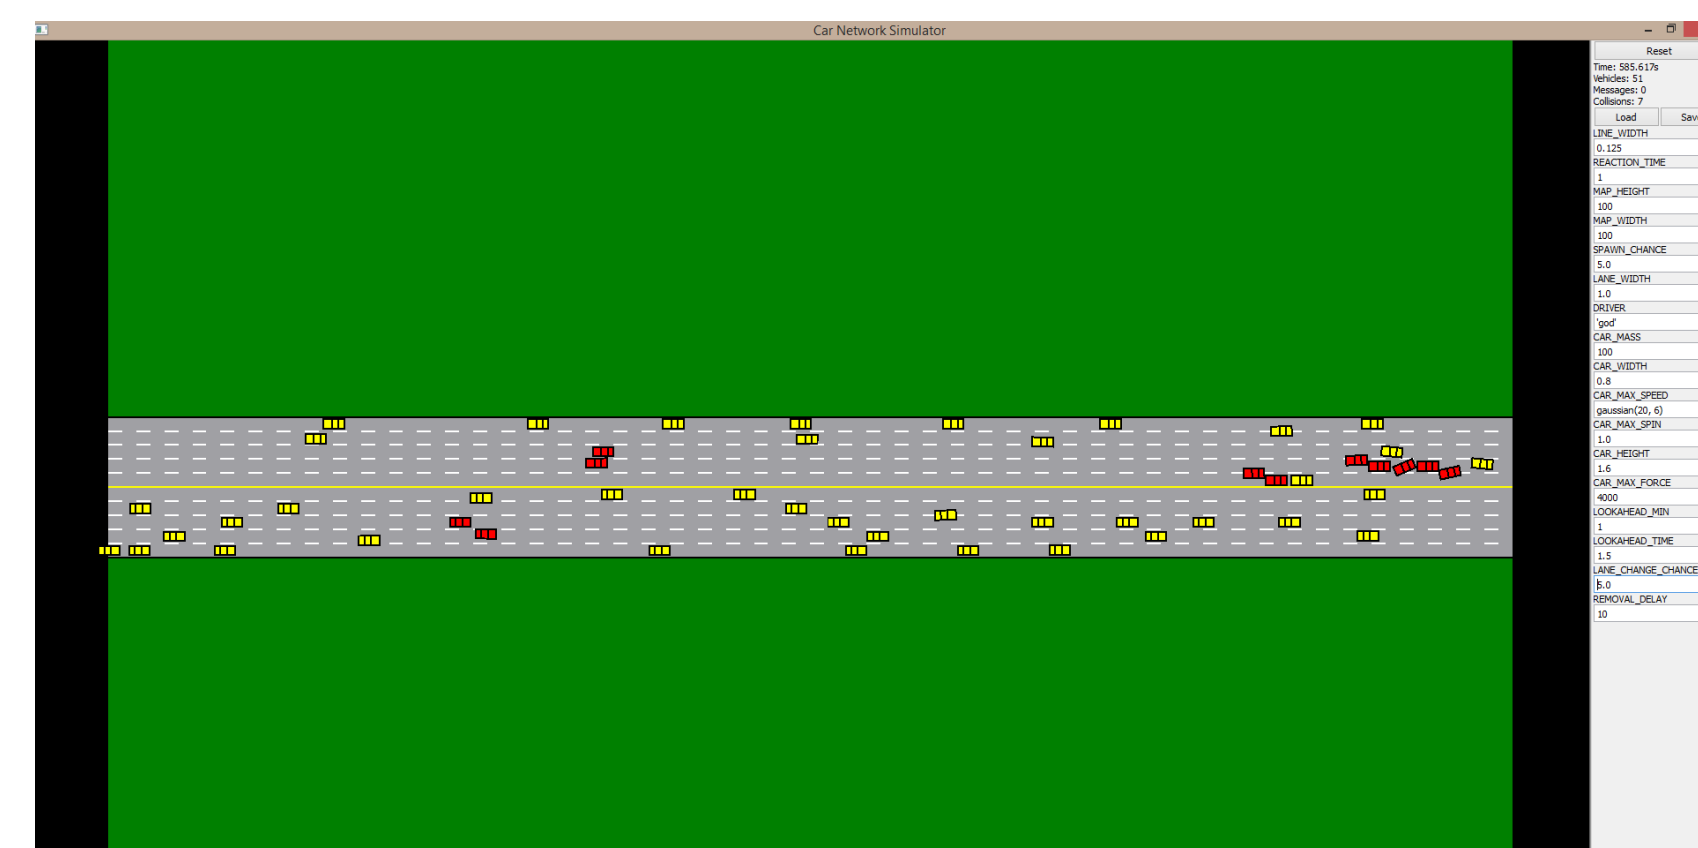 Car Network Simulator
Reset
Time: 585.617s
Vehicles: 51
Messages: 0
Collisions: 7
Load Save
LINE_WIDTH
0.125
REACTION_TIME
1
MAP_HEIGHT
100
MAP_WIDTH
100
SPAWN_CHANCE
5.0
LANE_WIDTH
1.0
DRIVER
'god'
CAR_MASS
100
CAR_WIDTH
0.8
CAR_MAX_SPEED
gaussian(20, 6)
CAR_MAX_SPIN
1.0
CAR_HEIGHT
1.6
CAR_MAX_FORCE
4000
LOOKAHEAD_MIN
1
LOOKAHEAD_TIME
1.5
LANE_CHANGE_CHANCE
5.0
REMOVAL_DELAY
10